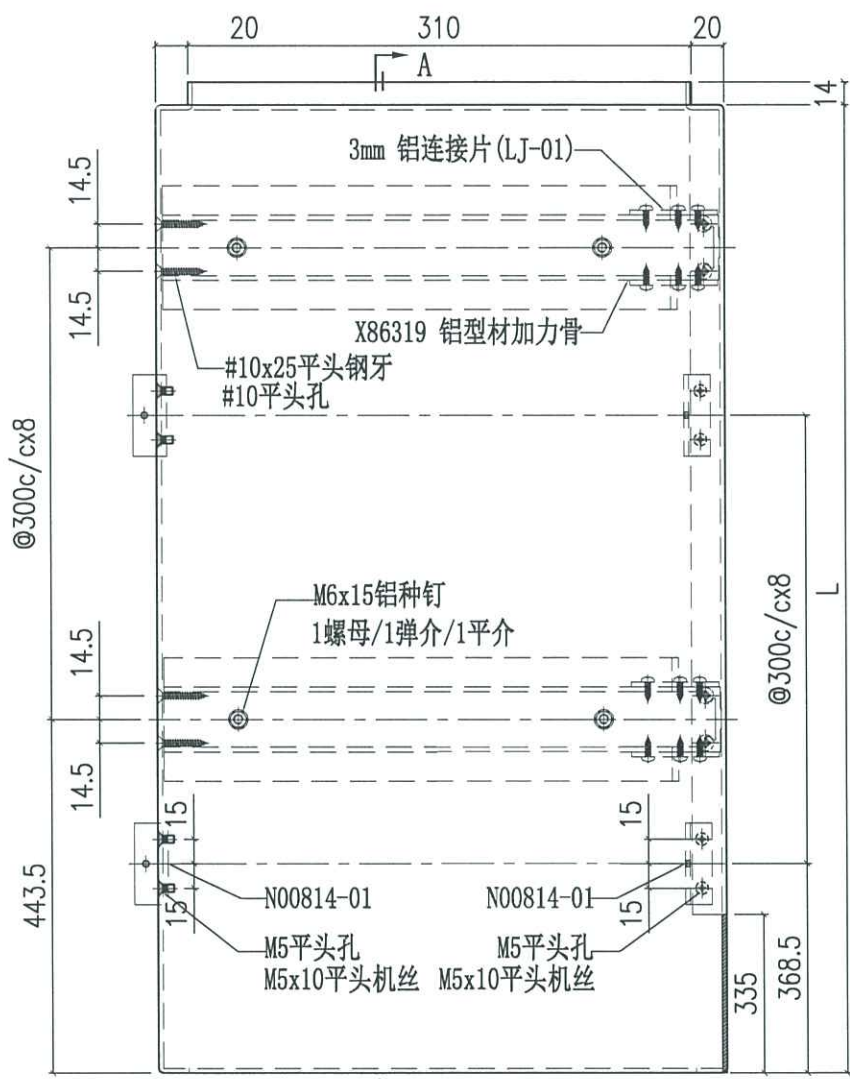 20 310 20
A
14
3mm 铝连接片(LJ-01)
14.5
14.5
X86319 铝型材加力骨
#10x25平头钢牙
#10平头孔
@300c/cx8
M6x15铝种钉
1螺母/1弹介/1平介
L
@300c/cx8
14.5
14.5
15
15
15
15
443.5
N00814-01
N00814-01
M5平头孔
M5平头孔
M5x10平头机丝
M5x10平头机丝
335
368.5